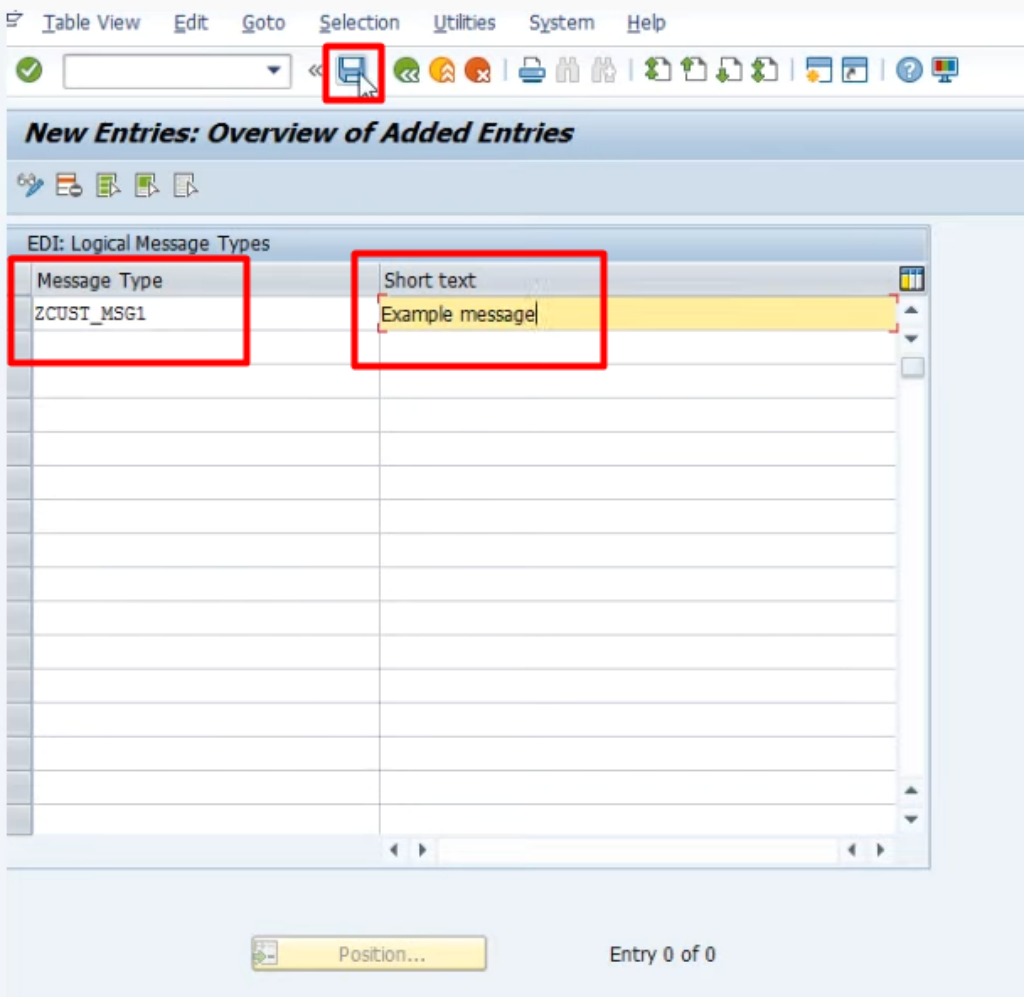 Table View Edit Goto Selection Utilities System Help
New Entries: Overview of Added Entries
EDI: Logical Message Types
Message Type Short text
ZCUST_MSG1 Example message
Position... Entry 0 of 0